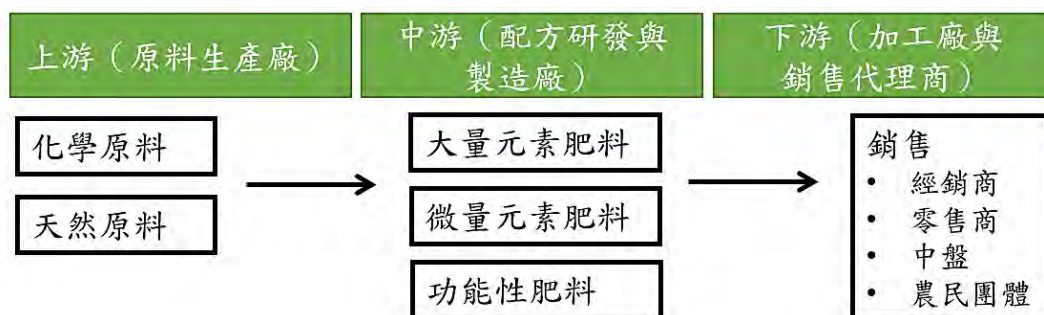 上游（原料生產廠）
中游（配方研發與
製造廠）
下游（加工廠與
銷售代理商）
化學原料
天然原料
大量元素肥料
微量元素肥料
功能性肥料
銷售
• 經銷商
• 零售商
• 中盤
• 農民團體